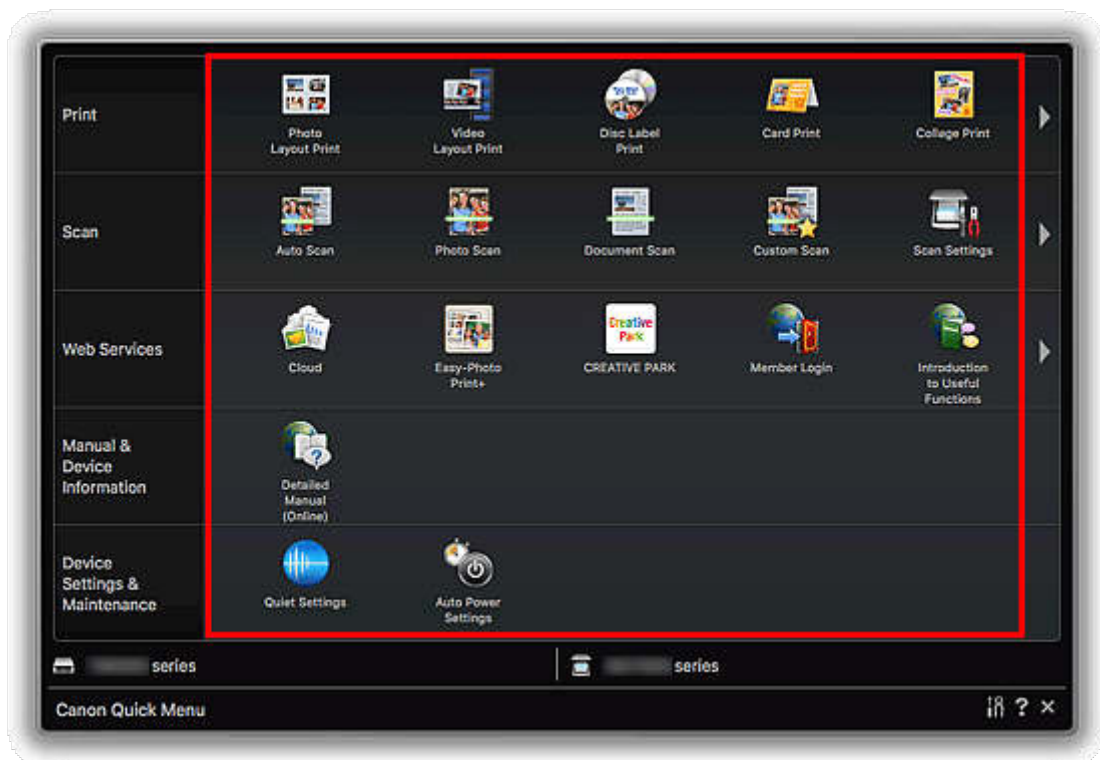 Print
Photo
Layout Print
Video
Layout Print
Disc Label
Print
Card Print
Collage Print
Scan
Auto Scan
Photo Scan
Document Scan
Custom Scan
Scan Settings
Web Services
Cloud
Easy-Photo
Print+
Creative
Park
CREATIVE PARK
Member Login
Introduction
to Useful
Functions
Manual &
Device
Information
Detailed
Manual
(Online)
Device
Settings &
Maintenance
Quiet Settings
Auto Power
Settings
series
series
Canon Quick Menu
?